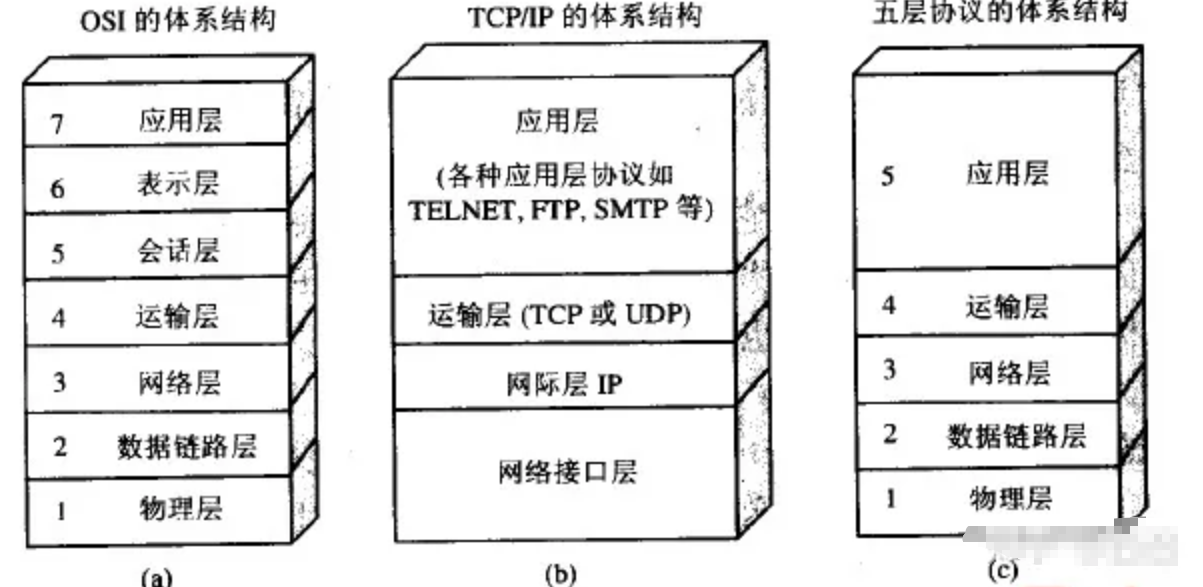 OSI 的体系结构
7 应用层
6 表示层
5 会话层
4 运输层
3 网络层
2 数据链路层
1 物理层
(a)
TCP/IP 的体系结构
应用层
(各种应用层协议如
TELNET, FTP, SMTP 等)
运输层 (TCP 或 UDP)
网际层 IP
网络接口层
(b)
五层协议的体系结构
5 应用层
4 运输层
3 网络层
2 数据链路层
1 物理层
(c)